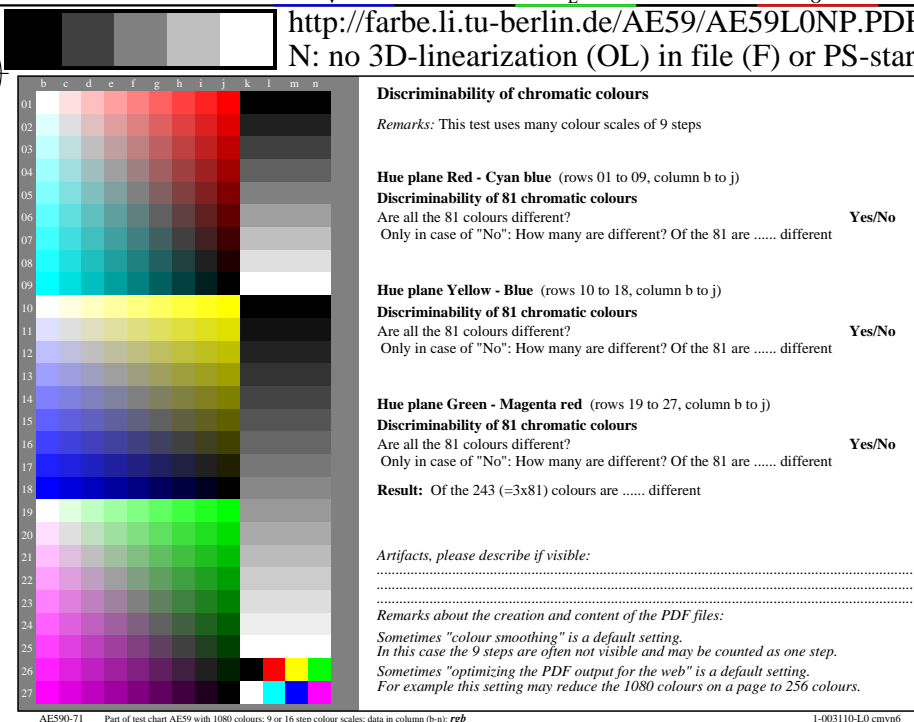 http://farbe.li.tu-berlin.de/AE59/AE59L0NP.PDF
N: no 3D-linearization (OL) in file (F) or PS-star
b c d e f g h i j k l m n
01
02
03
04
05
06
07
08
09
10
11
12
13
14
15
16
17
18
19
20
21
22
23
24
25
26
27
Discriminability of chromatic colours
Remarks: This test uses many colour scales of 9 steps
Hue plane Red - Cyan blue (rows 01 to 09, column b to j)
Discriminability of 81 chromatic colours
Are all the 81 colours different? Yes/No
Only in case of "No": How many are different? Of the 81 are ...... different
Hue plane Yellow - Blue (rows 10 to 18, column b to j)
Discriminability of 81 chromatic colours
Are all the 81 colours different? Yes/No
Only in case of "No": How many are different? Of the 81 are ...... different
Hue plane Green - Magenta red (rows 19 to 27, column b to j)
Discriminability of 81 chromatic colours
Are all the 81 colours different? Yes/No
Only in case of "No": How many are different? Of the 81 are ...... different
Result: Of the 243 (=3x81) colours are ...... different
Artifacts, please describe if visible:
Remarks about the creation and content of the PDF files:
Sometimes "colour smoothing" is a default setting.
In this case the 9 steps are often not visible and may be counted as one step.
Sometimes "optimizing the PDF output for the web" is a default setting.
For example this setting may reduce the 1080 colours on a page to 256 colours.
AE590-71 Part of test chart AE59 with 1080 colours; 9 or 16 step colour scales; data in column (b-n): rgb 1-003110-L0 cmyn6